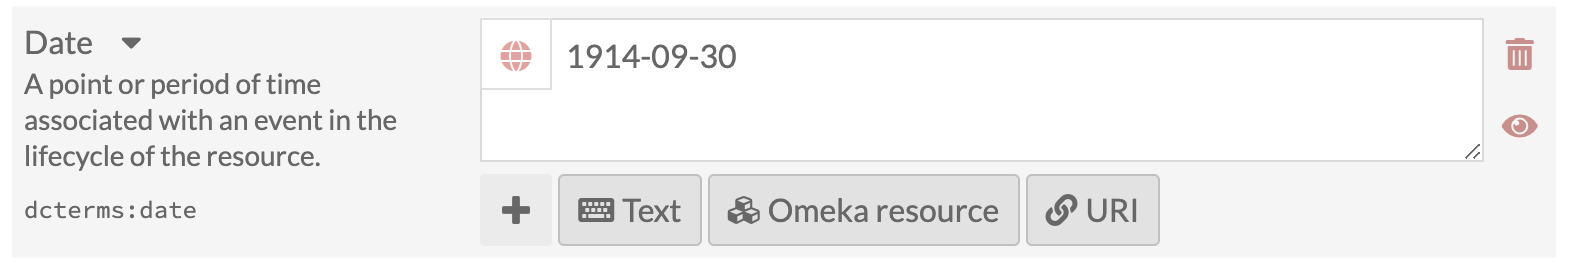 Date
A point or period of time
associated with an event in the
lifecycle of the resource.
dcterms:date
1914-09-30
Text
Omeka resource
URI